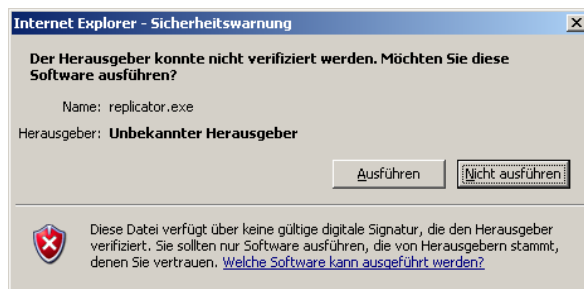 Internet Explorer - Sicherheitswarnung
Der Herausgeber konnte nicht verifiziert werden. Möchten Sie diese
Software ausführen?
Name: replicator.exe
Herausgeber: Unbekannter Herausgeber
Ausführen Nicht ausführen
Diese Datei verfügt über keine gültige digitale Signatur, die den Herausgeber
verifiziert. Sie sollten nur Software ausführen, die von Herausgebern stammt,
denen Sie vertrauen. Welche Software kann ausgeführt werden?